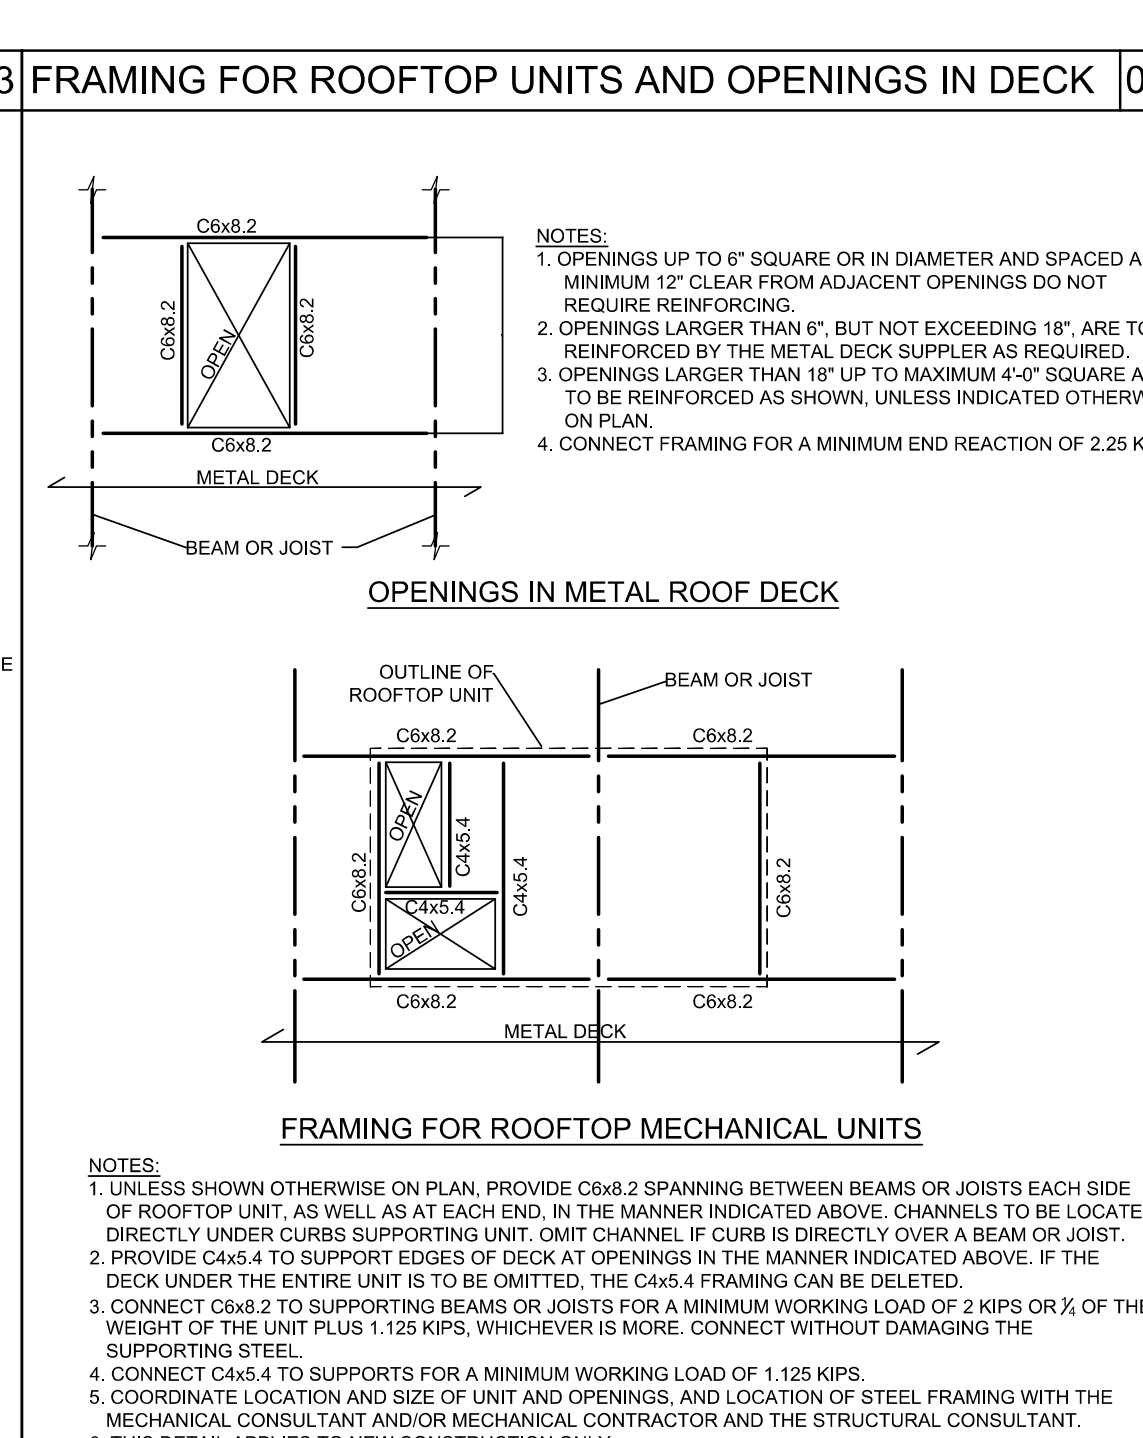 3
FRAMING FOR ROOFTOP UNITS AND OPENINGS IN DECK
0
C6x8.2
C6x8.2
C6x8.2
OPEN
C6x8.2
METAL DECK
BEAM OR JOIST
NOTES:
1. OPENINGS UP TO 6" SQUARE OR IN DIAMETER AND SPACED A
MINIMUM 12" CLEAR FROM ADJACENT OPENINGS DO NOT
REQUIRE REINFORCING.
2. OPENINGS LARGER THAN 6", BUT NOT EXCEEDING 18", ARE TO
REINFORCED BY THE METAL DECK SUPPLER AS REQUIRED.
3. OPENINGS LARGER THAN 18" UP TO MAXIMUM 4'-0" SQUARE A
TO BE REINFORCED AS SHOWN, UNLESS INDICATED OTHERW
ON PLAN.
4. CONNECT FRAMING FOR A MINIMUM END REACTION OF 2.25 K
OPENINGS IN METAL ROOF DECK
E
OUTLINE OF
ROOFTOP UNIT
BEAM OR JOIST
C6x8.2
C6x8.2
OPEN
C4x5.4
C6x8.2
C4x5.4
C6x8.2
C4x5.4
OPEN
C6x8.2
C6x8.2
METAL DECK
FRAMING FOR ROOFTOP MECHANICAL UNITS
NOTES:
1. UNLESS SHOWN OTHERWISE ON PLAN, PROVIDE C6x8.2 SPANNING BETWEEN BEAMS OR JOISTS EACH SIDE
OF ROOFTOP UNIT, AS WELL AS AT EACH END, IN THE MANNER INDICATED ABOVE. CHANNELS TO BE LOCATE
DIRECTLY UNDER CURBS SUPPORTING UNIT. OMIT CHANNEL IF CURB IS DIRECTLY OVER A BEAM OR JOIST.
2. PROVIDE C4x5.4 TO SUPPORT EDGES OF DECK AT OPENINGS IN THE MANNER INDICATED ABOVE. IF THE
DECK UNDER THE ENTIRE UNIT IS TO BE OMITTED, THE C4x5.4 FRAMING CAN BE DELETED.
3. CONNECT C6x8.2 TO SUPPORTING BEAMS OR JOISTS FOR A MINIMUM WORKING LOAD OF 2 KIPS OR ¼ OF THE
WEIGHT OF THE UNIT PLUS 1.125 KIPS, WHICHEVER IS MORE. CONNECT WITHOUT DAMAGING THE
SUPPORTING STEEL.
4. CONNECT C4x5.4 TO SUPPORTS FOR A MINIMUM WORKING LOAD OF 1.125 KIPS.
5. COORDINATE LOCATION AND SIZE OF UNIT AND OPENINGS, AND LOCATION OF STEEL FRAMING WITH THE
MECHANICAL CONSULTANT AND/OR MECHANICAL CONTRACTOR AND THE STRUCTURAL CONSULTANT.
6. THIS DETAIL APPLIES TO NEW CONSTRUCTION ONLY